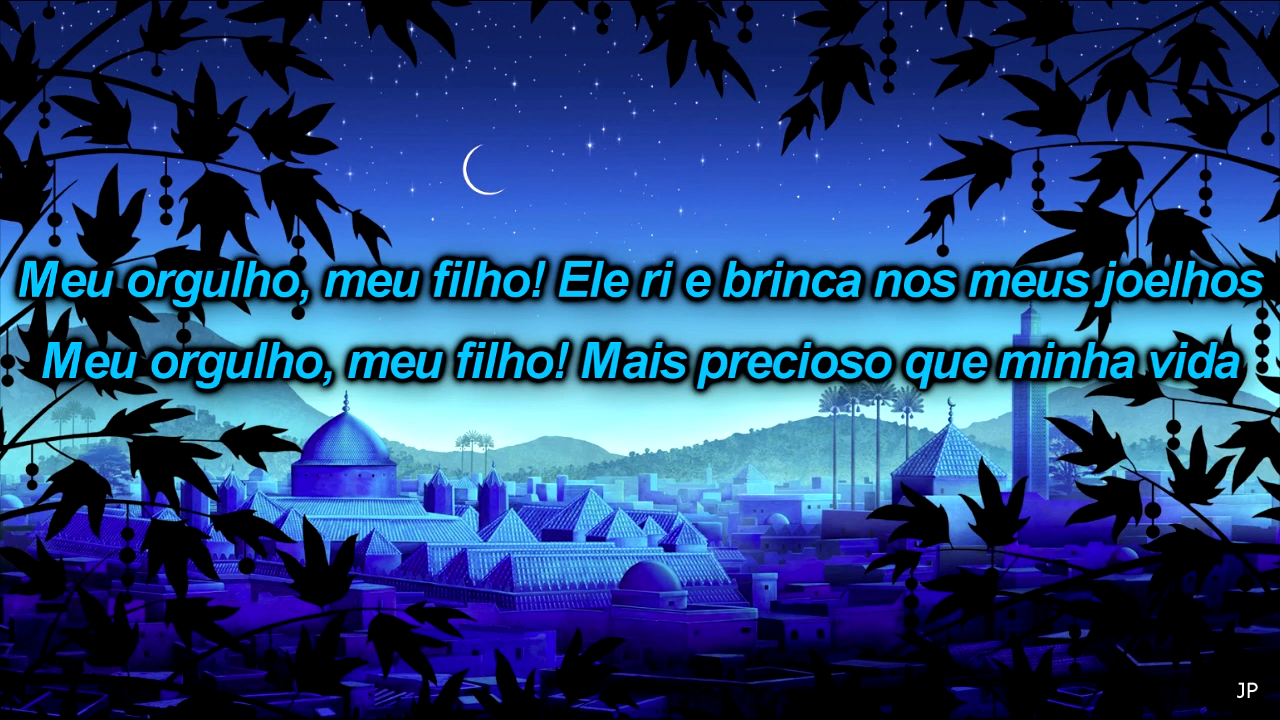 Meu orgulho, meu filho! Ele ri e brinca nos meus joelhos
Meu orgulho, meu filho! Mais precioso que minha vida
JP